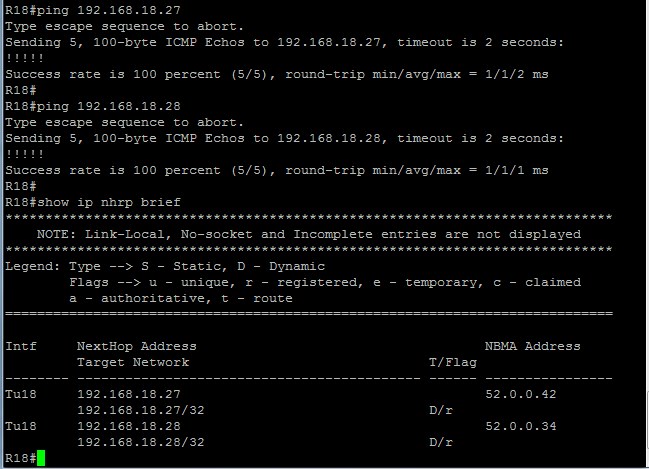 R18#ping 192.168.18.27
Type escape sequence to abort.
Sending 5, 100-byte ICMP Echos to 192.168.18.27, timeout is 2 seconds:
!!!!!
Success rate is 100 percent (5/5), round-trip min/avg/max = 1/1/2 ms
R18#
R18#ping 192.168.18.28
Type escape sequence to abort.
Sending 5, 100-byte ICMP Echos to 192.168.18.28, timeout is 2 seconds:
!!!!!
Success rate is 100 percent (5/5), round-trip min/avg/max = 1/1/1 ms
R18#
R18#show ip nhrp brief
****************************************************************************
    NOTE: Link-Local, No-socket and Incomplete entries are not displayed
****************************************************************************
Legend: Type --> S - Static, D - Dynamic
        Flags --> u - unique, r - registered, e - temporary, c - claimed
        a - authoritative, t - route
============================================================================
Intf     NextHop Address                                    NBMA Address
         Target Network                              T/Flag
-------- ------------------------------------------- ------ ----------------
Tu18     192.168.18.27                                      52.0.0.42
         192.168.18.27/32                            D/r
Tu18     192.168.18.28                                      52.0.0.34
         192.168.18.28/32                            D/r
R18#